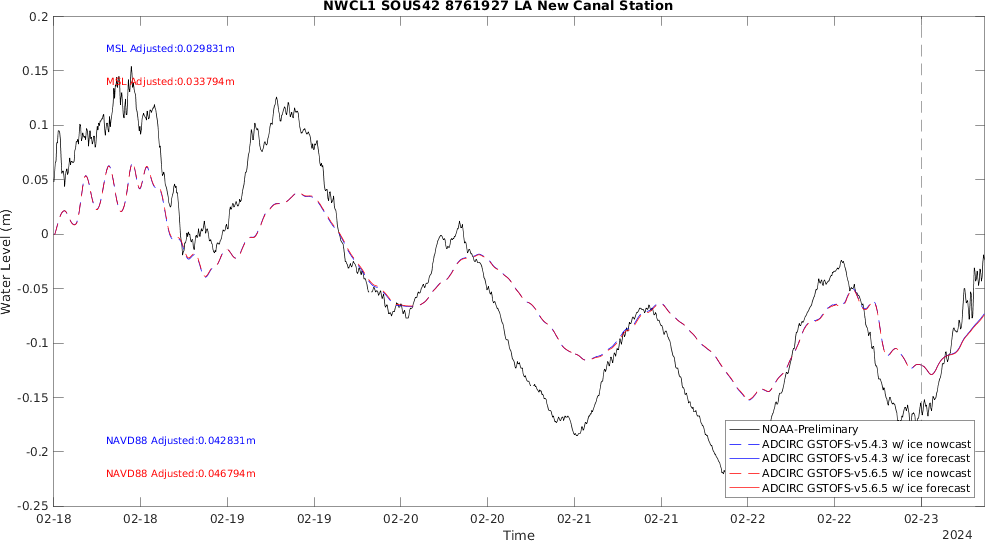 NWCL1 SOUS42 8761927 LA New Canal Station
0.2
0.15
0.1
0.05
0
-0.05
-0.1
-0.15
-0.2
-0.25
Water Level (m)
MSL Adjusted:0.029831m
MSL Adjusted:0.033794m
NAVD88 Adjusted:0.042831m
NAVD88 Adjusted:0.046794m
NOAA-Preliminary
ADCIRC GSTOFS-v5.4.3 w/ ice nowcast
ADCIRC GSTOFS-v5.4.3 w/ ice forecast
ADCIRC GSTOFS-v5.6.5 w/ ice nowcast
ADCIRC GSTOFS-v5.6.5 w/ ice forecast
02-18 02-18 02-19 02-19 02-20 02-20 02-21 02-21 02-22 02-22 02-23
Time
2024